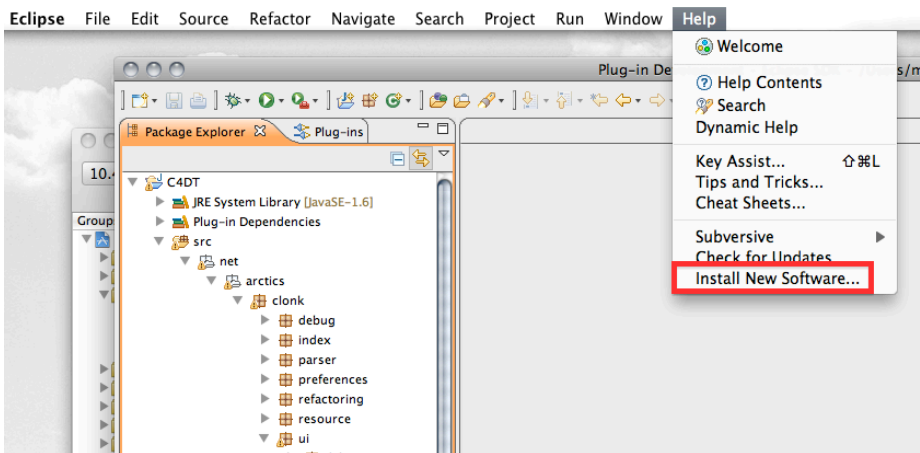 Eclipse File Edit Source Refactor Navigate Search Project Run Window Help
Welcome
Plug-in De
Help Contents
Search
Dynamic Help
Package Explorer Plug-ins
Key Assist... ⇧⌘L
10.
Tips and Tricks...
C4DT
Cheat Sheets...
JRE System Library [JavaSE-1.6]
Group
Plug-in Dependencies
Subversive
src
Check for Updates
net
Install New Software...
arctics
clonk
debug
index
parser
preferences
refactoring
resource
ui